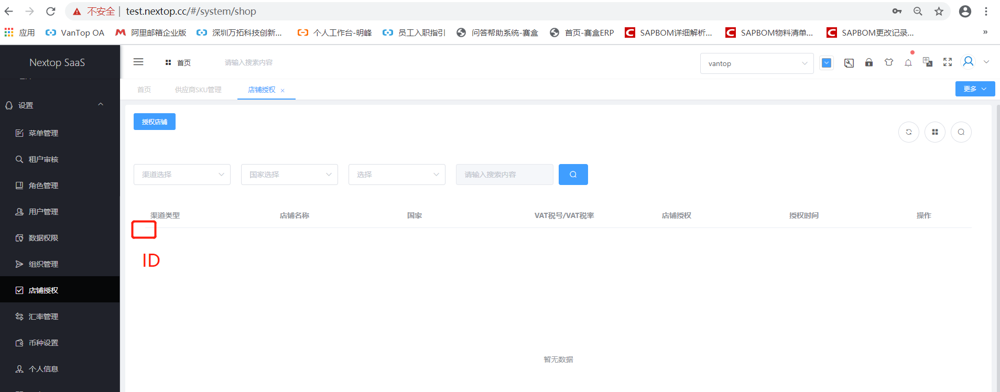 不安全 | test.nextop.cc/#/system/shop
应用 VanTop OA 阿里邮箱企业版 深圳万拓科技创新... 个人工作台-明峰 员工入职指引 问答帮助系统-赛盒 首页-赛盒ERP SAPBOM详细解析... SAPBOM物料清单... SAPBOM更改记录... »
Nextop SaaS
首页 请输入搜索内容 vantop
首页 供应商SKU管理 店铺授权 × 更多
设置
菜单管理
租户审核
角色管理
用户管理
数据权限
组织管理
店铺授权
汇率管理
币种设置
个人信息
授权店铺
渠道选择 国家选择 选择 请输入搜索内容
渠道类型 店铺名称 国家 VAT税号/VAT税率 店铺授权 授权时间 操作
ID
暂无数据